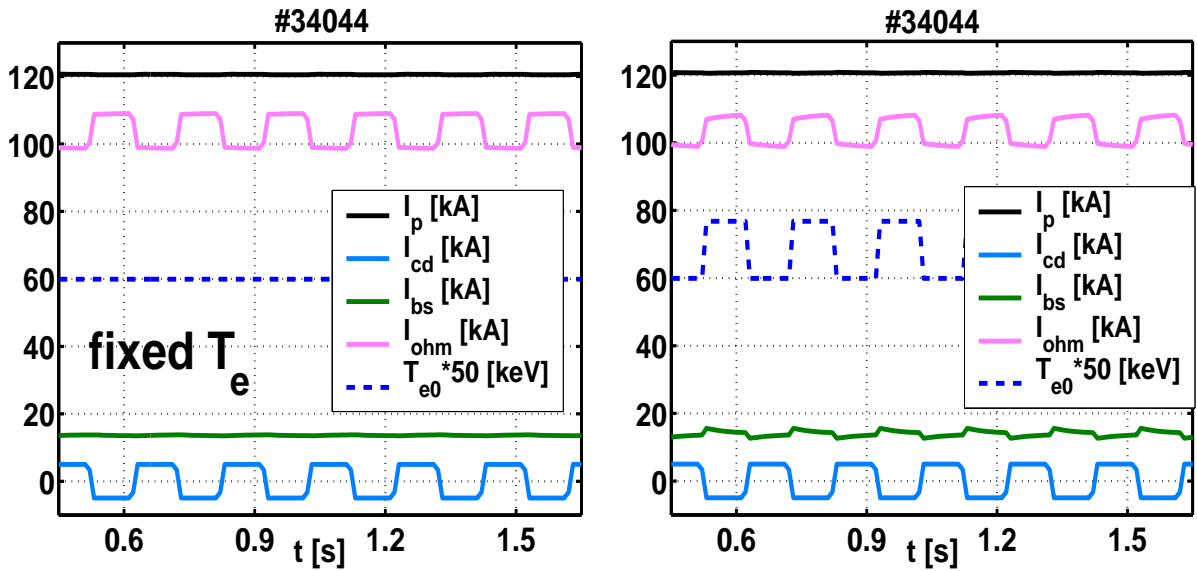 #34044
120
100
80
60
40
20
0
0.6 0.9 1.2 1.5
t [s]
fixed T_e
I_p [kA]
I_cd [kA]
I_bs [kA]
I_ohm [kA]
T_e0*50 [keV]
#34044
120
100
80
60
40
20
0
0.6 0.9 1.2 1.5
t [s]
I_p [kA]
I_cd [kA]
I_bs [kA]
I_ohm [kA]
T_e0*50 [keV]